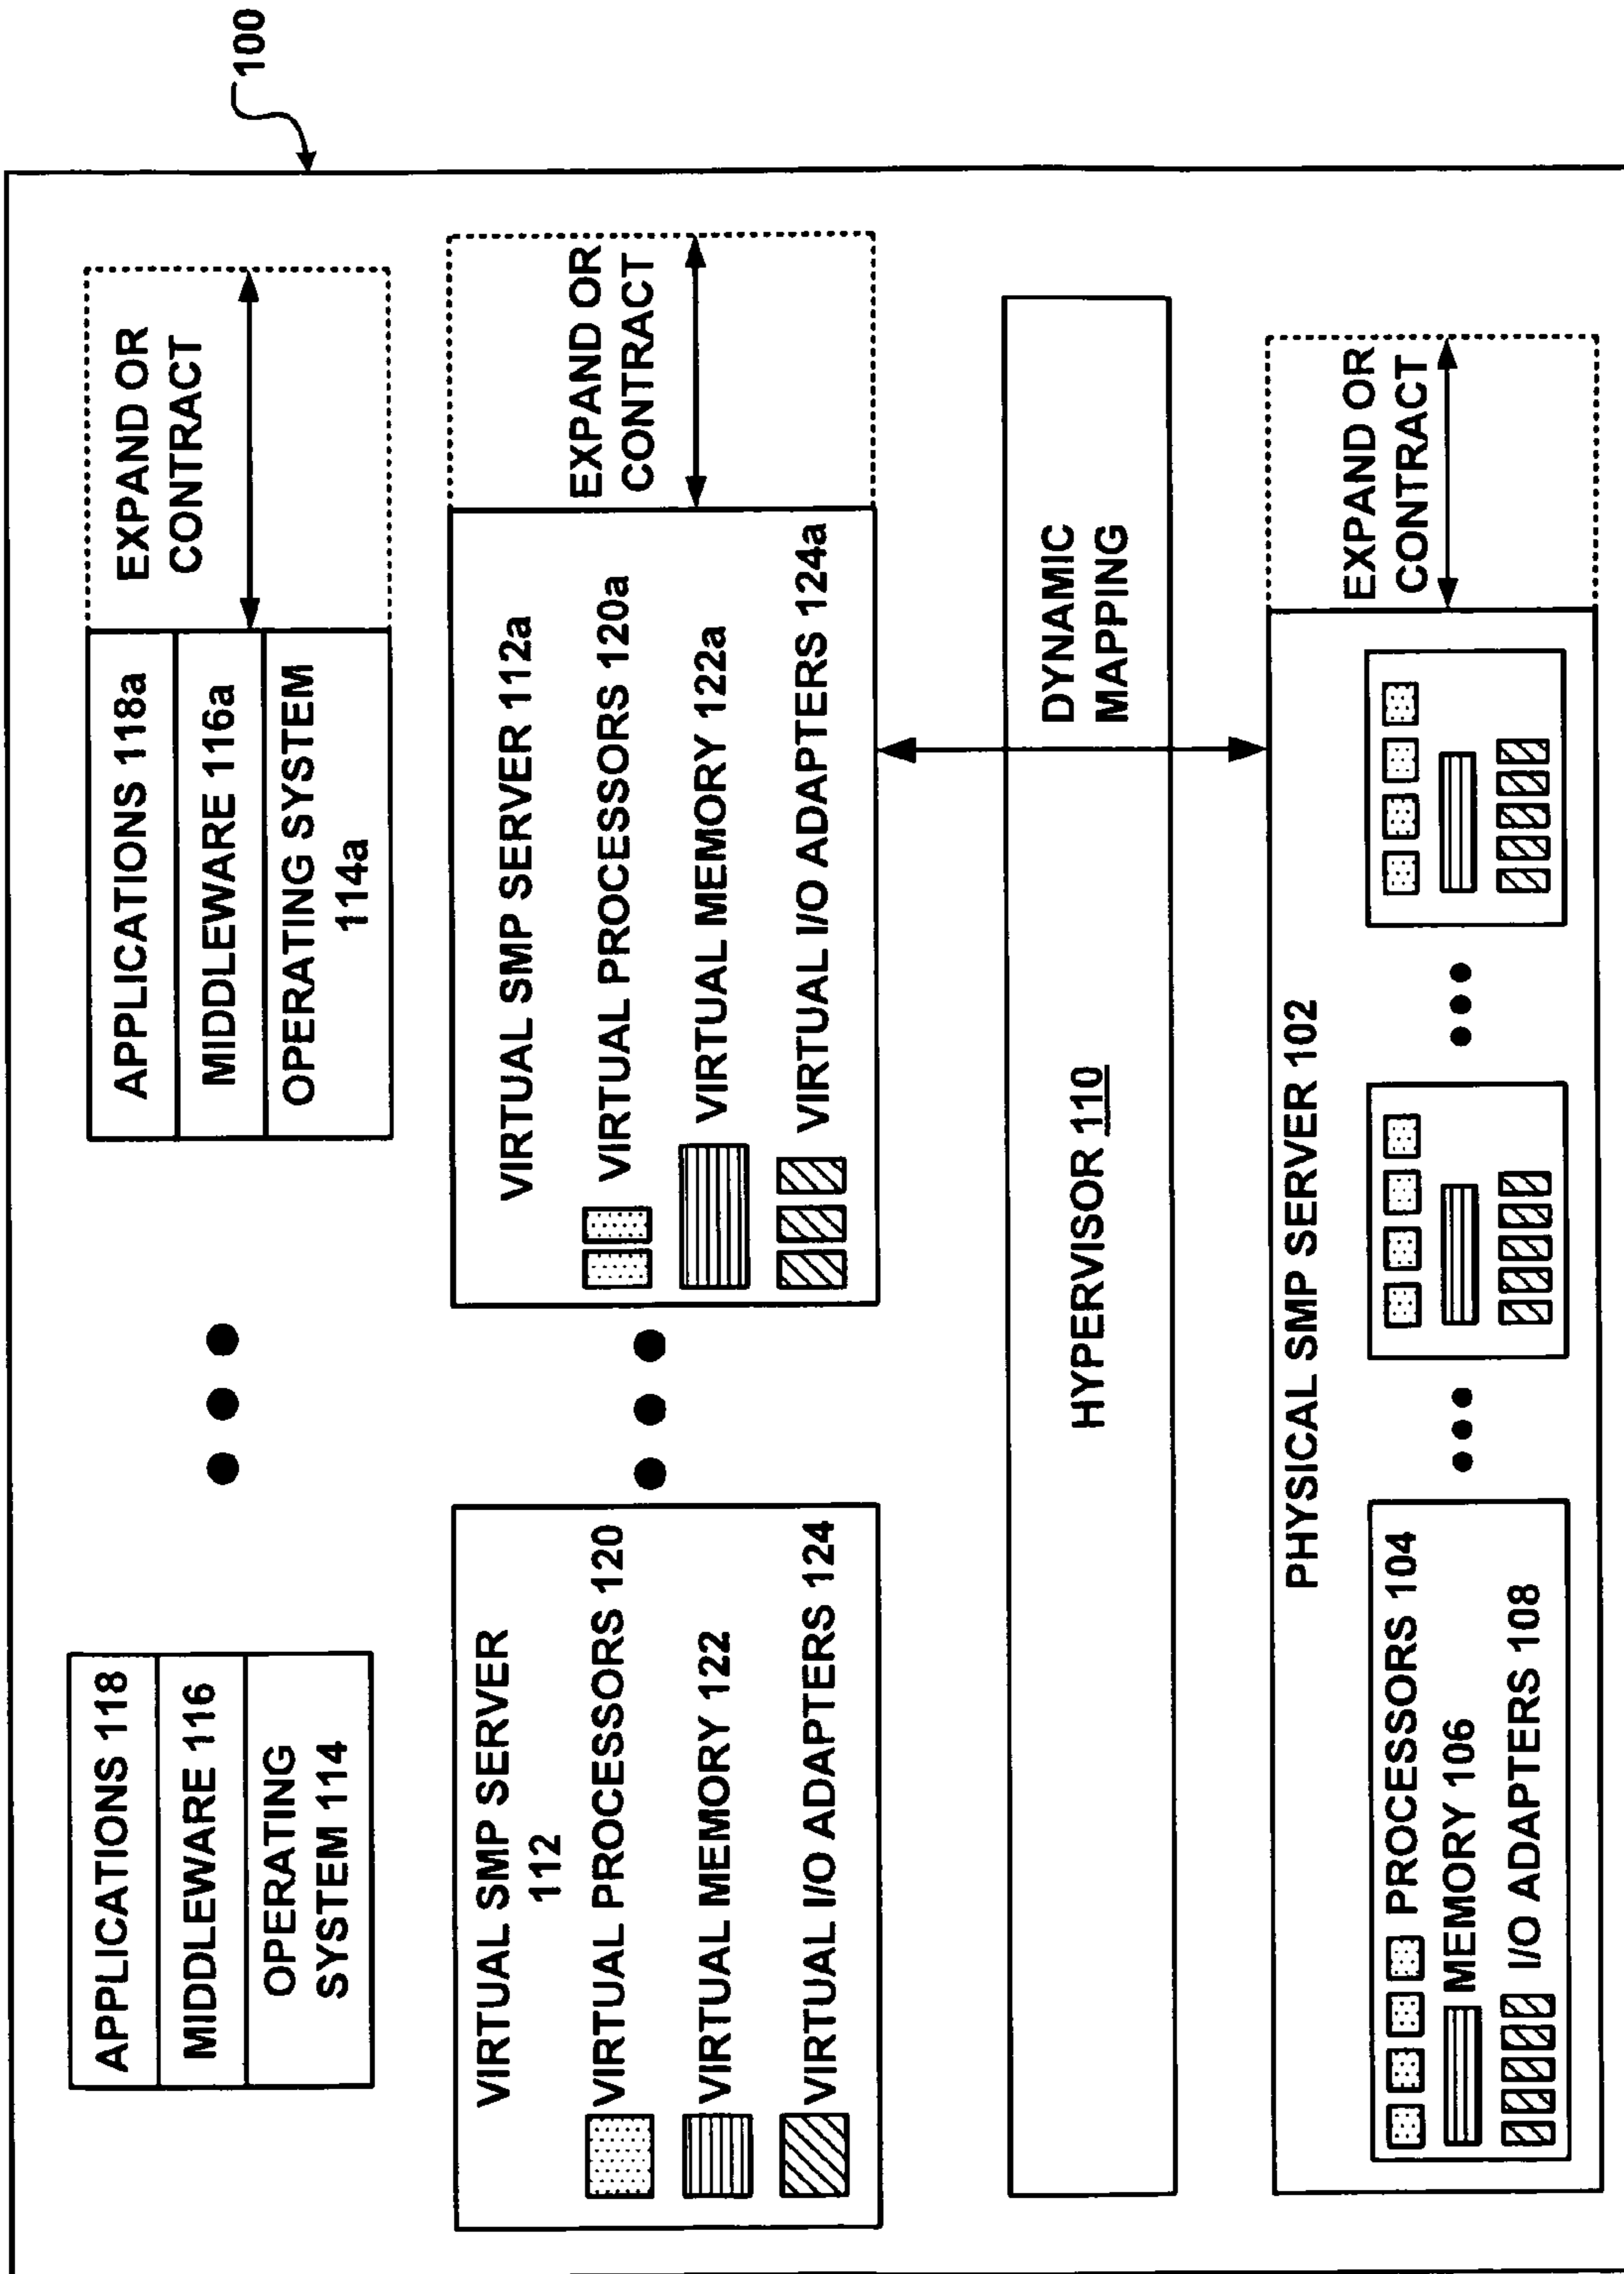 100
APPLICATIONS 118
MIDDLEWARE 116
OPERATING
SYSTEM 114
APPLICATIONS 118a
MIDDLEWARE 116a
OPERATING SYSTEM
114a
EXPAND OR
CONTRACT
VIRTUAL SMP SERVER
112
VIRTUAL PROCESSORS 120
VIRTUAL MEMORY 122
VIRTUAL I/O ADAPTERS 124
VIRTUAL SMP SERVER 112a
VIRTUAL PROCESSORS 120a
VIRTUAL MEMORY 122a
VIRTUAL I/O ADAPTERS 124a
EXPAND OR
CONTRACT
HYPERVISOR 110
DYNAMIC
MAPPING
PHYSICAL SMP SERVER 102
PROCESSORS 104
MEMORY 106
I/O ADAPTERS 108
EXPAND OR
CONTRACT